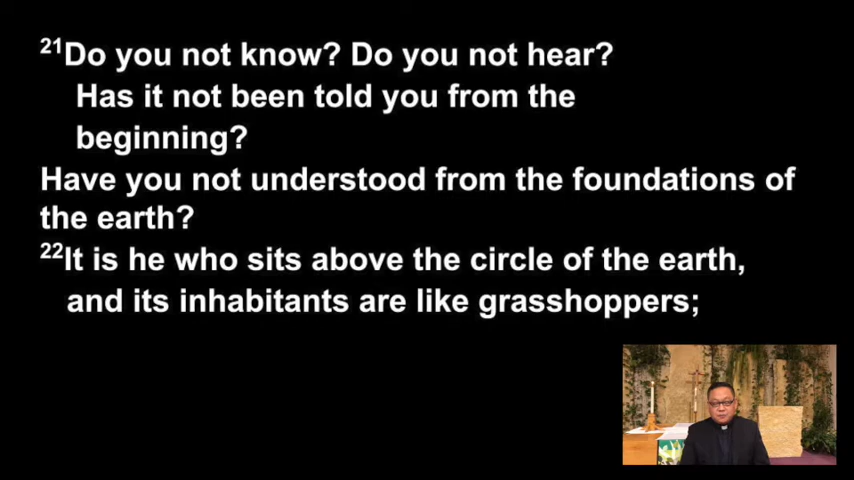 21Do you not know? Do you not hear?
Has it not been told you from the
beginning?
Have you not understood from the foundations of
the earth?
22It is he who sits above the circle of the earth,
and its inhabitants are like grasshoppers;